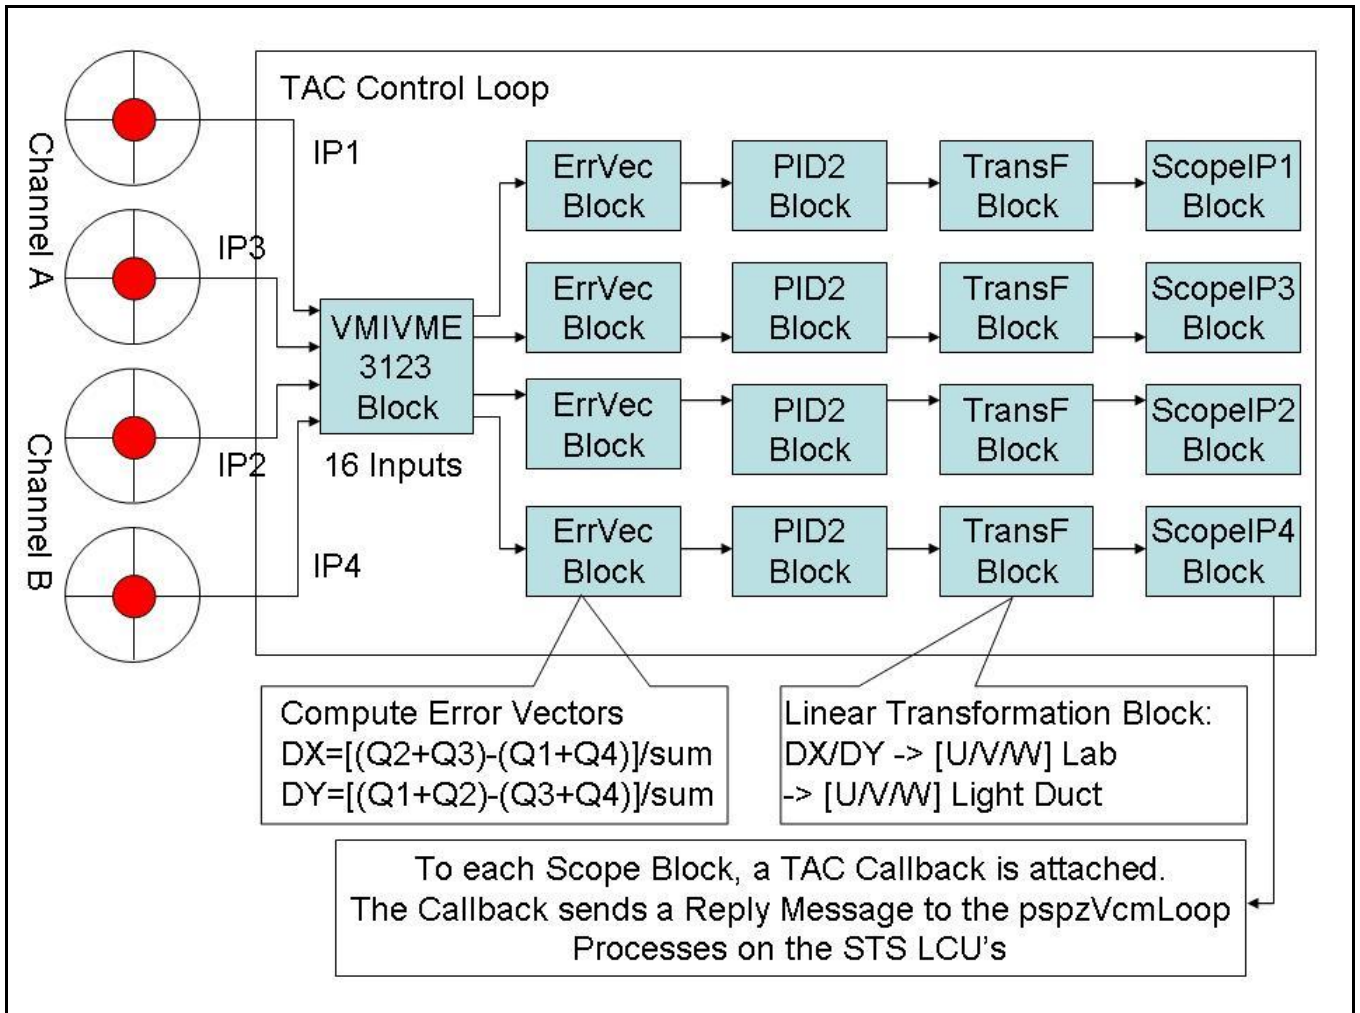 TAC Control Loop
Channel A
Channel B
IP1
IP3
IP2
IP4
VMIVME
3123
Block
16 Inputs
ErrVec
Block
PID2
Block
TransF
Block
ScopeIP1
Block
ErrVec
Block
PID2
Block
TransF
Block
ScopeIP3
Block
ErrVec
Block
PID2
Block
TransF
Block
ScopeIP2
Block
ErrVec
Block
PID2
Block
TransF
Block
ScopeIP4
Block
Compute Error Vectors
DX=[(Q2+Q3)-(Q1+Q4)]/sum
DY=[(Q1+Q2)-(Q3+Q4)]/sum
Linear Transformation Block:
DX/DY -> [U/V/W] Lab
-> [U/V/W] Light Duct
To each Scope Block, a TAC Callback is attached.
The Callback sends a Reply Message to the pspzVcmLoop
Processes on the STS LCU's